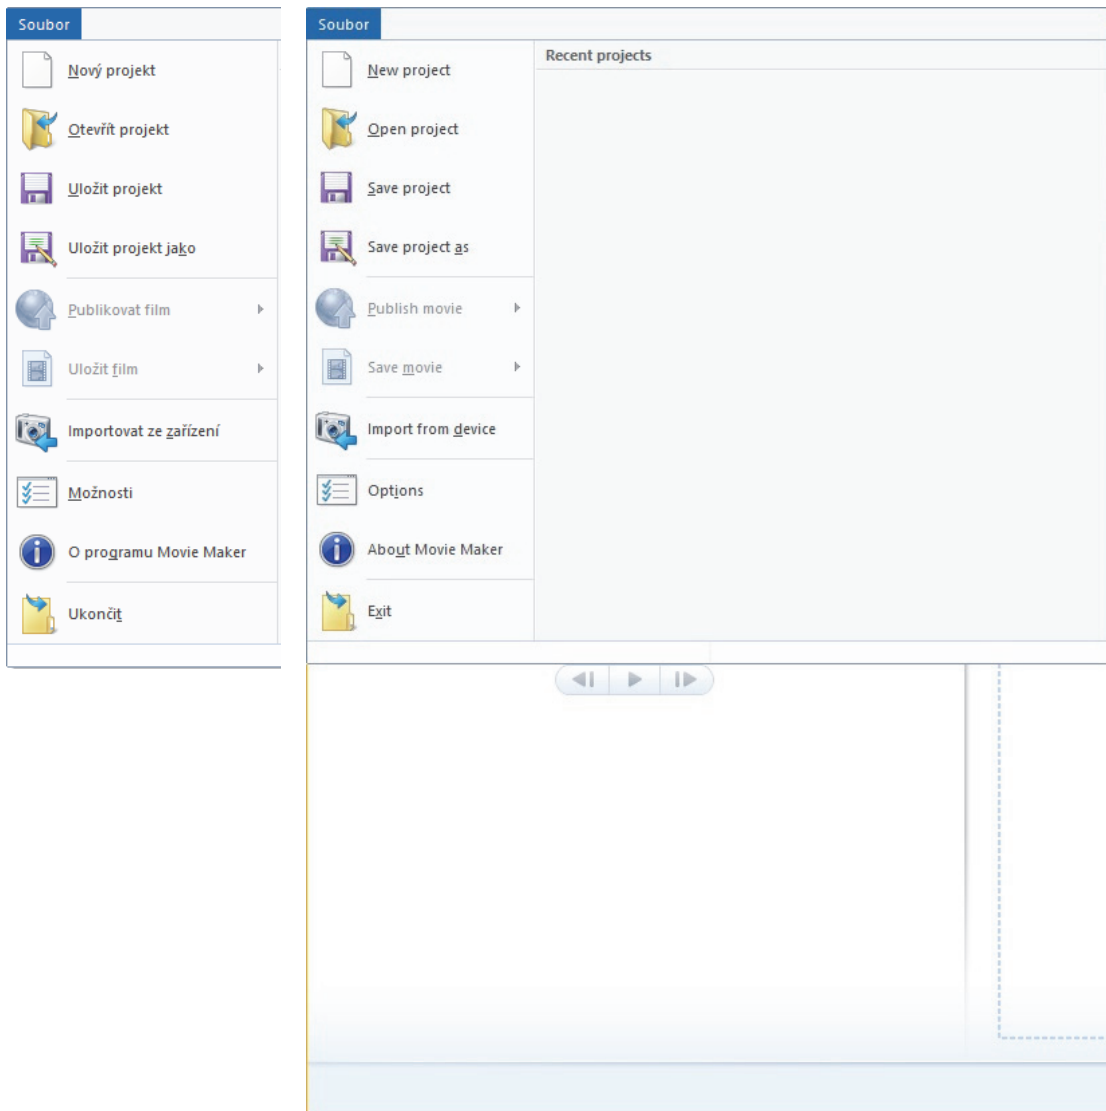 Soubor
Nový projekt
Otevřít projekt
Uložit projekt
Uložit projekt jako
Publikovat film
Uložit film
Importovat ze zařízení
Možnosti
O programu Movie Maker
Ukončit
Soubor
Recent projects
New project
Open project
Save project
Save project as
Publish movie
Save movie
Import from device
Options
About Movie Maker
Exit